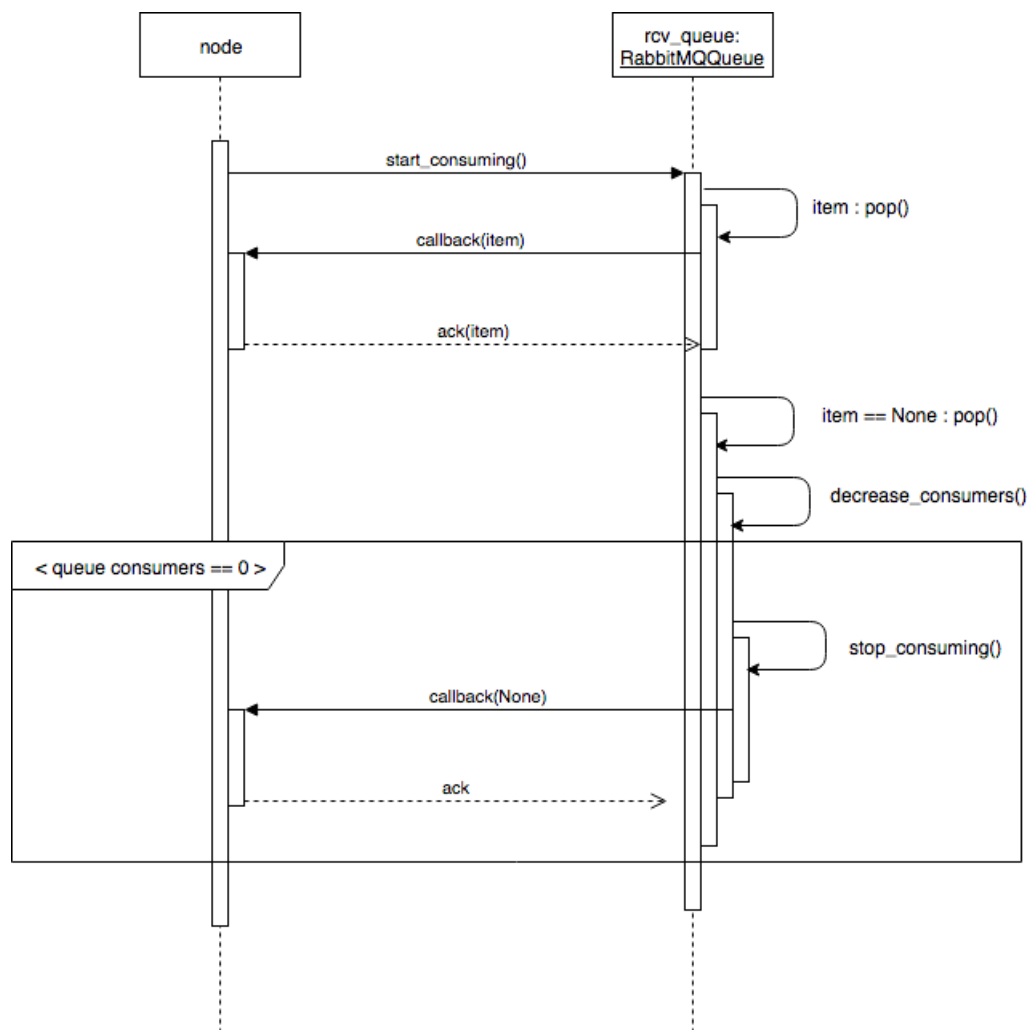 node
rcv_queue:
RabbitMQQueue
start_consuming()
item : pop()
callback(item)
ack(item)
item == None : pop()
decrease_consumers()
< queue consumers == 0 >
stop_consuming()
callback(None)
ack